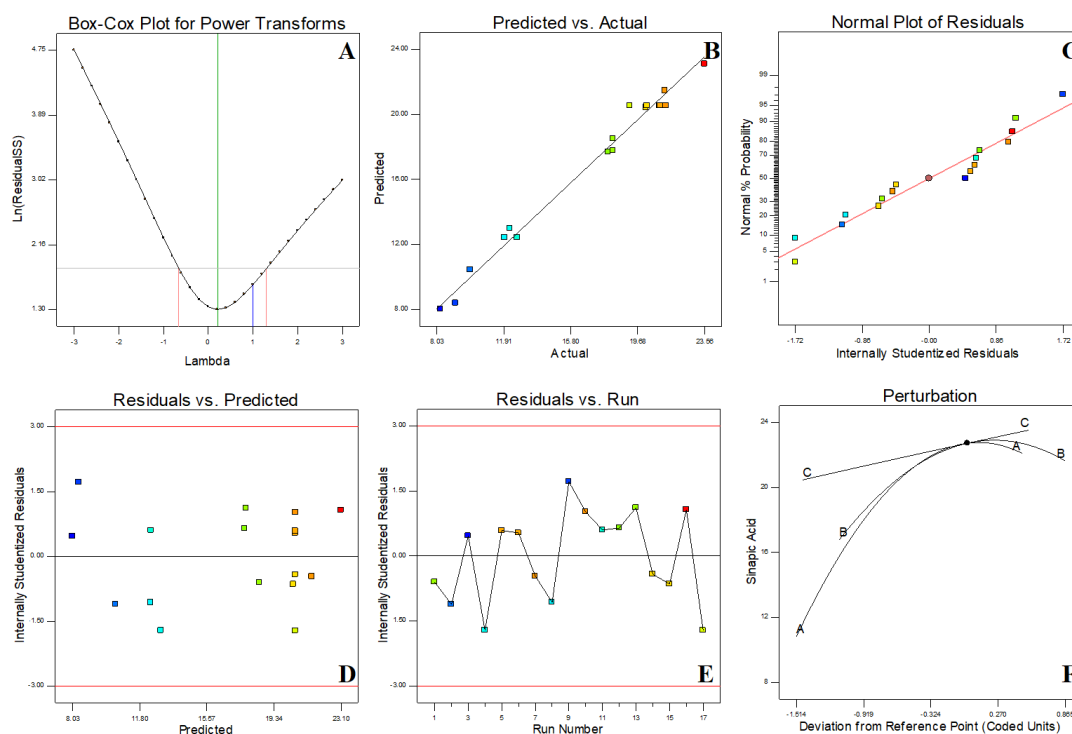 Box-Cox Plot for Power Transforms
A
4.75
3.89
3.02
2.16
1.30
Ln(ResidualSS)
-3
-2
-1
0
1
2
3
Lambda
Predicted vs. Actual
B
24.00
20.00
16.00
12.00
8.00
Predicted
8.03
11.91
15.80
19.68
23.56
Actual
Normal Plot of Residuals
99
95
90
80
70
50
30
20
10
5
1
Normal % Probability
-1.72
-0.86
-0.00
0.86
1.72
Internally Studentized Residuals
Residuals vs. Predicted
3.00
1.50
0.00
-1.50
-3.00
Internally Studentized Residuals
D
8.03
11.80
15.57
19.34
23.10
Predicted
Residuals vs. Run
3.00
1.50
0.00
-1.50
-3.00
Internally Studentized Residuals
E
1
3
5
7
9
11
13
15
17
Run Number
Perturbation
24
20
16
12
8
Sinapic Acid
C
C
A
B
B
A
-1.514
-0.919
-0.324
0.270
Deviation from Reference Point (Coded Units)